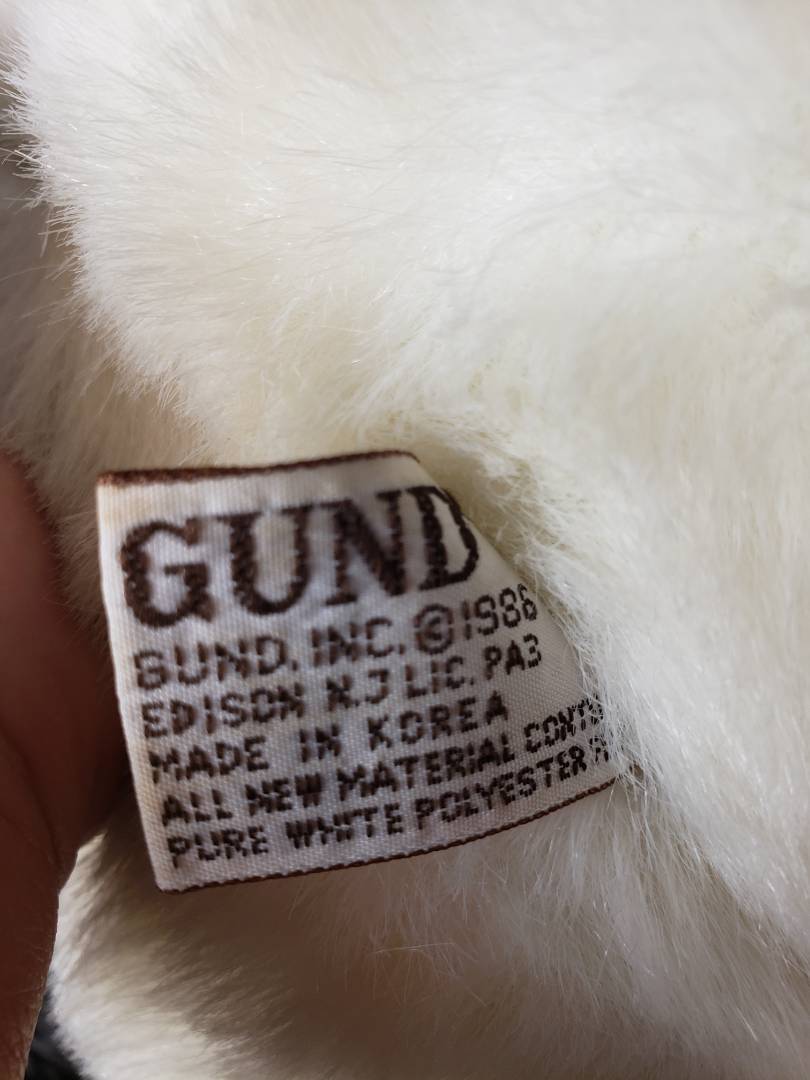 GUND
GUND, INC. ©1986
EDISON N.J LIC. PA3
MADE IN KOREA
ALL NEW MATERIAL
PURE WHITE POLYESTER